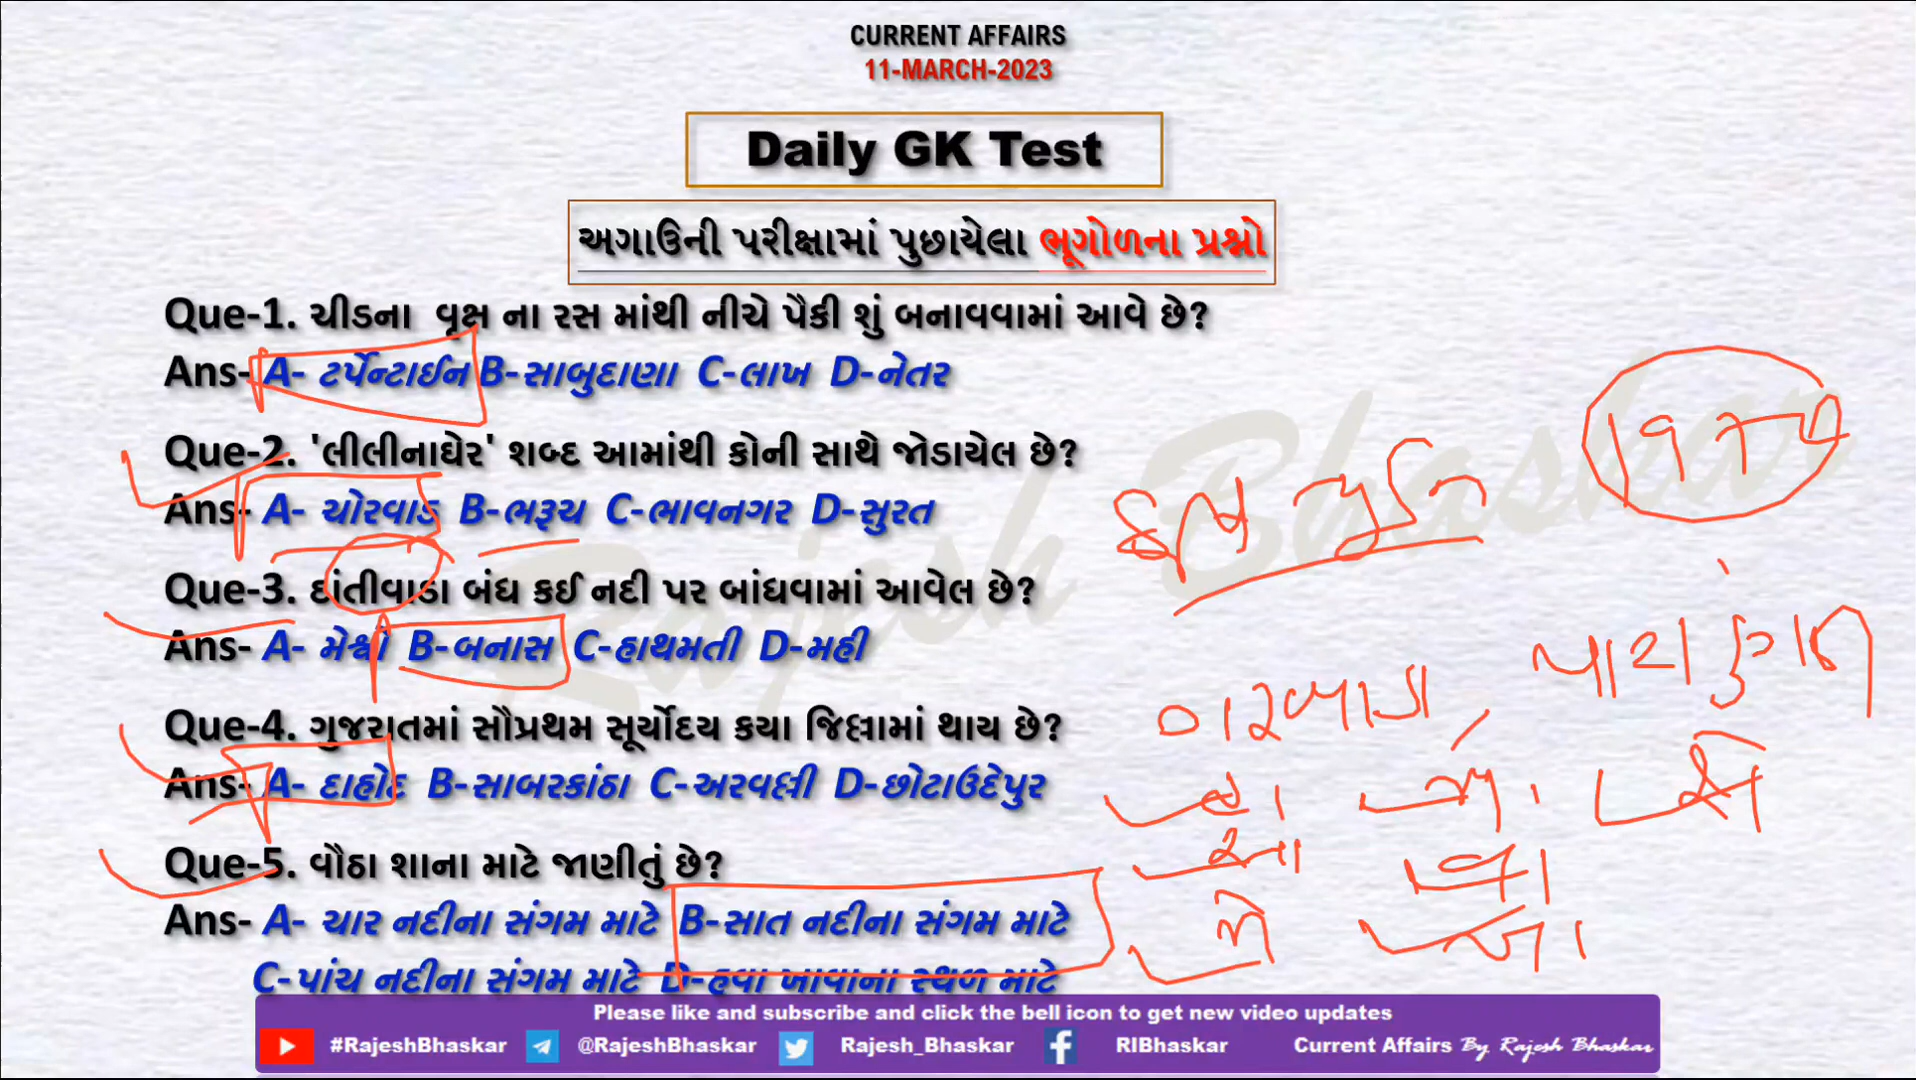 CURRENT AFFAIRS
11-MARCH-2023
Daily GK Test
અગાઉની પરીક્ષામાં પુછાયેલા ભૂગોળના પ્રશ્નો
Que-1. ચીડના વૃક્ષ ના રસ માંથી નીચે પૈકી શું બનાવવામાં આવે છે?
Ans- A- ટર્પેન્ટાઈન B-સાબુદાણા C-લાખ D-નેતર
Que-2. 'લીલીનાઘેર' શબ્દ આમાંથી કોની સાથે જોડાયેલ છે?
Ans- A- ચોરવાડ B-ભરૂચ C-ભાવનગર D-સુરત
Que-3. દાંતીવાડા બંધ કઈ નદી પર બાંધવામાં આવેલ છે?
Ans- A- મેશ્વો B-બનાસ C-હાથમતી D-મહી
Que-4. ગુજરાતમાં સૌપ્રથમ સૂર્યોદય કયા જિલ્લામાં થાય છે?
Ans- A- દાહોદ B-સાબરકાંઠા C-અરવલ્લી D-છોટાઉદેપુર
Que-5. વૌઠા શાના માટે જાણીતું છે?
Ans- A- ચાર નદીના સંગમ માટે B-સાત નદીના સંગમ માટે
C-પાંચ નદીના સંગમ માટે D-હવા ખાવાના સ્થળ માટે
Rajesh Bhaskar
Please like and subscribe and click the bell icon to get new video updates
#RajeshBhaskar @RajeshBhaskar Rajesh_Bhaskar RIBhaskar Current Affairs By Rajesh Bhaskar